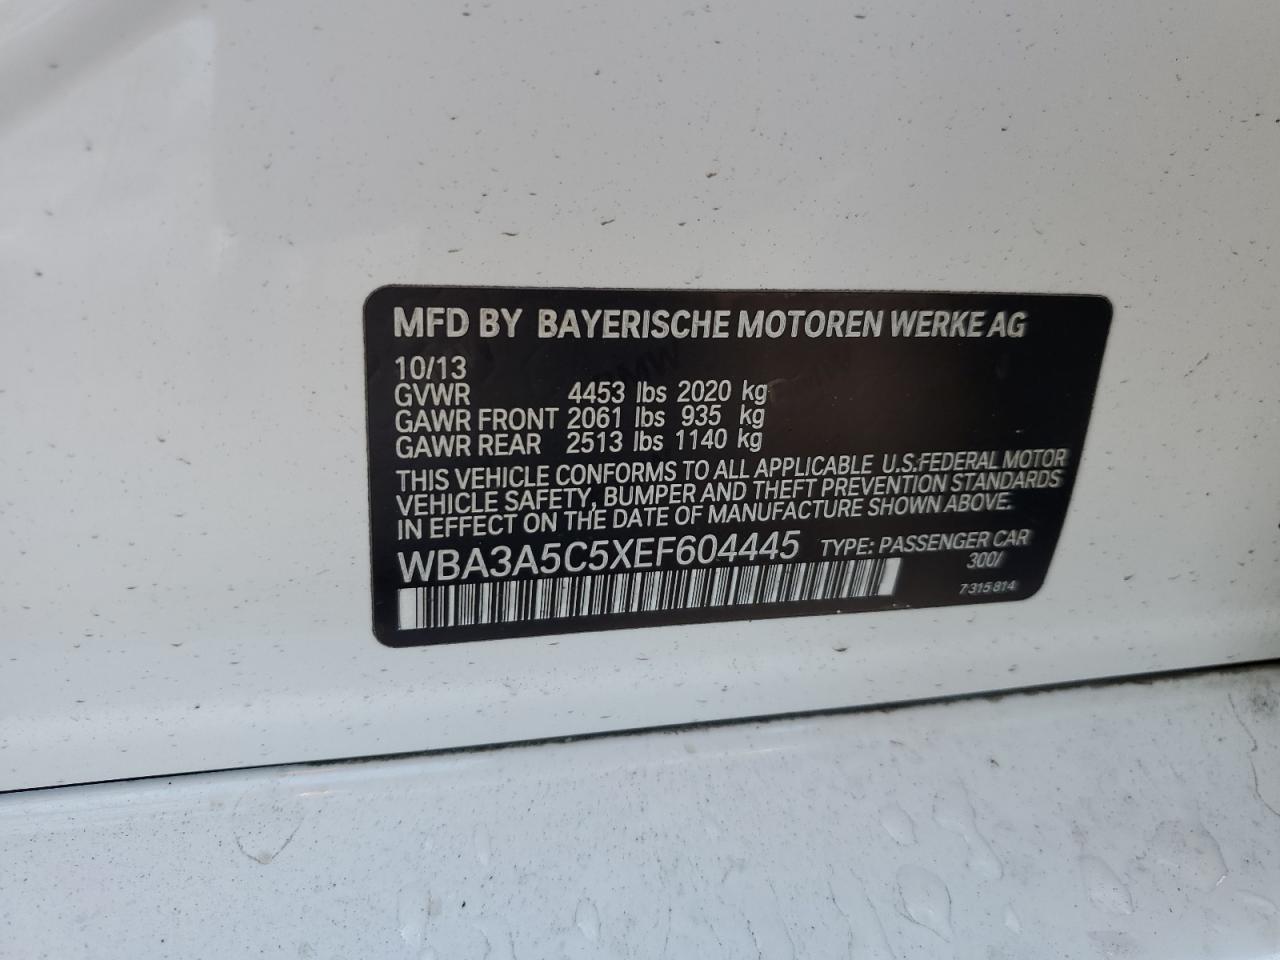 MFD BY BAYERISCHE MOTOREN WERKE AG
10/13
GVWR 4453 lbs 2020 kg
GAWR FRONT 2061 lbs 935 kg
GAWR REAR 2513 lbs 1140 kg
THIS VEHICLE CONFORMS TO ALL APPLICABLE U.S.FEDERAL MOTOR
VEHICLE SAFETY, BUMPER AND THEFT PREVENTION STANDARDS
IN EFFECT ON THE DATE OF MANUFACTURE SHOWN ABOVE.
WBA3A5C5XEF604445 TYPE: PASSENGER CAR
300/
7315814